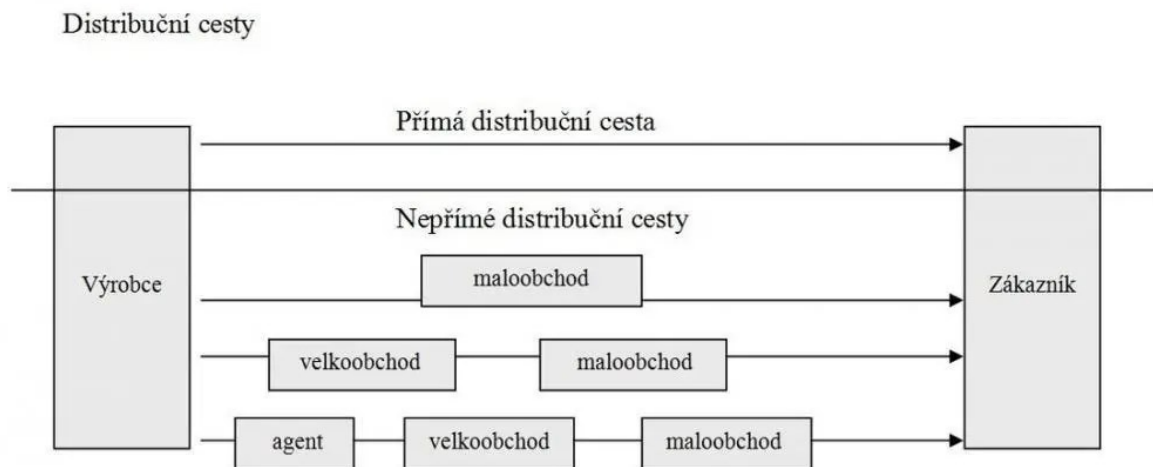 Distribuční cesty
Přímá distribuční cesta
Nepřímé distribuční cesty
Výrobce
maloobchod
Zákazník
velkoobchod maloobchod
agent velkoobchod maloobchod